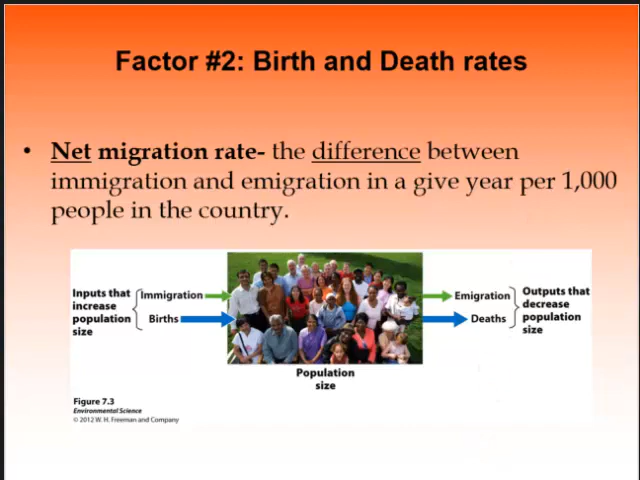 Factor #2: Birth and Death rates
• Net migration rate- the difference between
immigration and emigration in a give year per 1,000
people in the country.
Inputs that
increase
population
size
Immigration
Births
Emigration
Deaths
Outputs that
decrease
population
size
Population
size
Figure 7.3
Environmental Science
© 2012 W. H. Freeman and Company